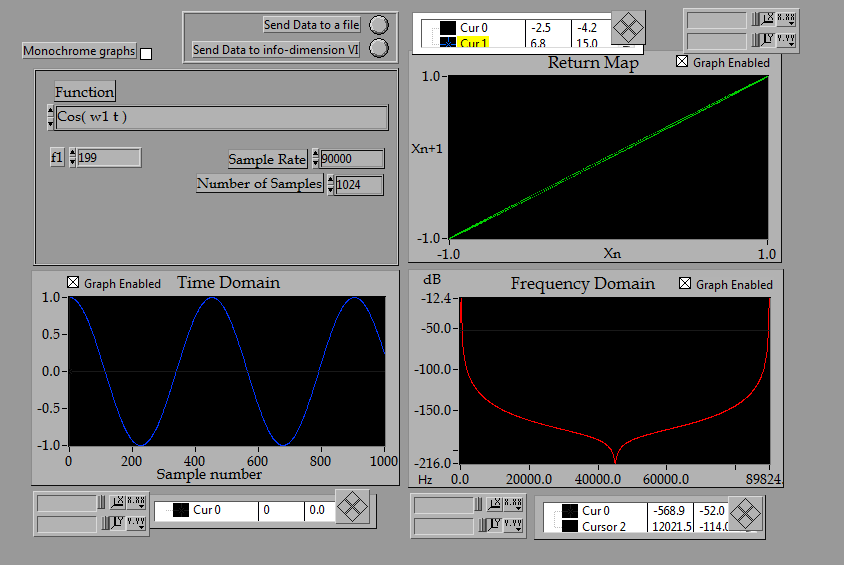 Send Data to a file
Monochrome graphs
Send Data to info-dimension VI
Cur 0 -2.5 -4.2
Cur 1 6.8 15.0
X X.XX
Y Y.YY
Function
Cos( w1 t )
f1 199
Sample Rate 90000
Number of Samples 1024
Return Map
Graph Enabled
1.0
Xn+1
-1.0
-1.0 Xn 1.0
Graph Enabled Time Domain
1.0
0.5
0.0
-0.5
-1.0
0 200 400 600 800 1000
Sample number
dB Frequency Domain Graph Enabled
-12.4
-50.0
-100.0
-150.0
-216.0
Hz 0.0 20000.0 40000.0 60000.0 89824.
X X.XX
Y Y.YY
Cur 0 0 0.0
X X.XX
Y Y.YY
Cur 0 -568.9 -52.0
Cursor 2 12021.5 -114.0